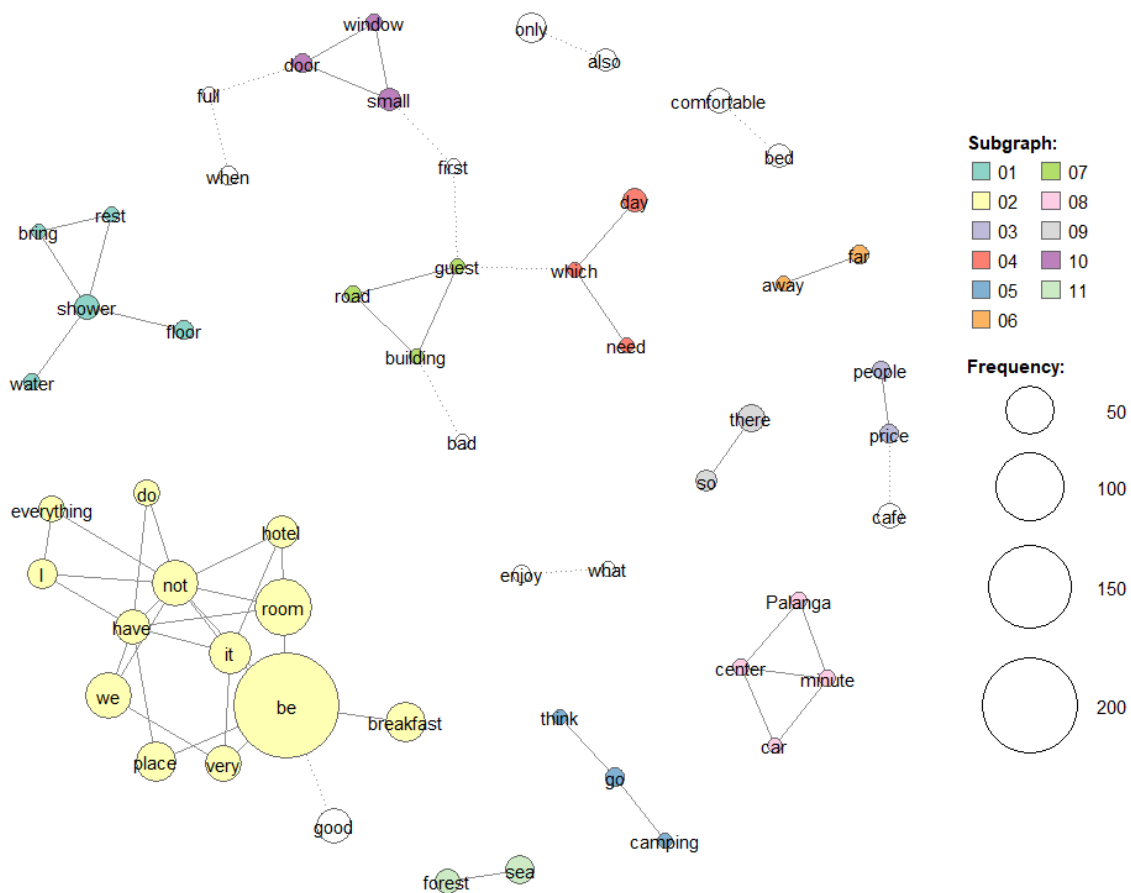 window
only
door
also
full
small
comfortable
bed
first
when
Subgraph:
01
07
02
08
03
09
04
10
05
11
06
rest
bring
day
guest
which
far
away
road
shower
floor
building
need
water
people
Frequency:
50
100
150
200
there
price
bad
so
cafe
do
everything
hotel
I
not
enjoy
what
room
have
Palanga
it
center
minute
we
be
breakfast
think
car
place
very
go
good
camping
sea
forest